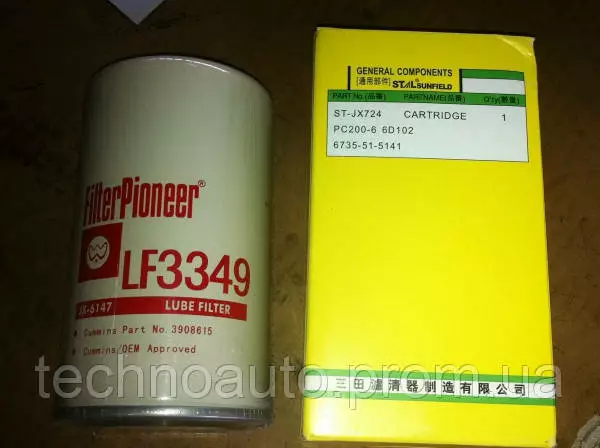 FilterPioneer®
LF3349
JX-6147 LUBE FILTER
Cummins Part No.3908615
Cummins/OEM Approved
GENERAL COMPONENTS
[通用部件] STAL SUNFIELD
PART.No.(品番) PARTNAME(品番) Q'ty(數量)
ST-JX724 CARTRIDGE 1
PC200-6 6D102
6735-51-5141
三田濾清器制造有限公司
technoauto.prom.ua